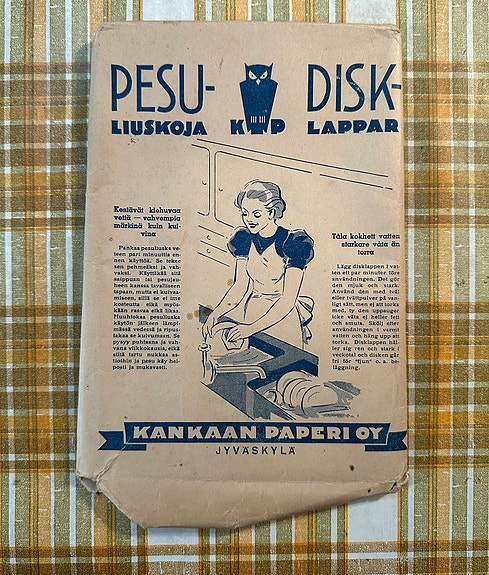 PESU-
LIUSKOJA
KOP
DISK-
LAPPAR
Kestävät kiehuvaa
vettä — vahvempia
märkinä kuin kui-
vina
Pankaa pesuliuska ve-
teen pari minuuttia en-
nen käyttöä. Se tekee
sen pehmeäksi ja vah-
vaksi. Käyttäkää sitä
saippuan tai pesujau-
heen kanssa tavalliseen
tapaan, mutta ei kuivaa-
miseen, sillä se ei ime
kosteutta eikä myös-
kään rasvaa eikä likaa.
Huuhtokaa pesuliuska
käytön jälkeen lämpi-
mässä vedessä ja ripus-
takaa se kuivumaan. Se
pysyy puhtaana ja vah-
vana viikkokausia, eikä
siitä tartu nukkaa as-
tioihin ja pesu käy hel-
posti ja mukavasti.
Tåla kokhett vatten
starkare våta än
torra
Lägg disklappen i vat-
ten ett par minuter före
användningen. Det gör
den mjuk och stark.
Använd den med tvål
eller tvättpulver på van-
ligt sätt, men ej att torka
med, ty den uppsuger
icke väta ej heller fett
och smuts. Skölj efter
användningen i varmt
vatten och häng upp att
torka. Disklappen hål-
ler sig ren och stark i
veckotal och disken går
fri för "fjun" o. a. be-
läggning.
KANKAAN PAPERI OY
JYVÄSKYLÄ